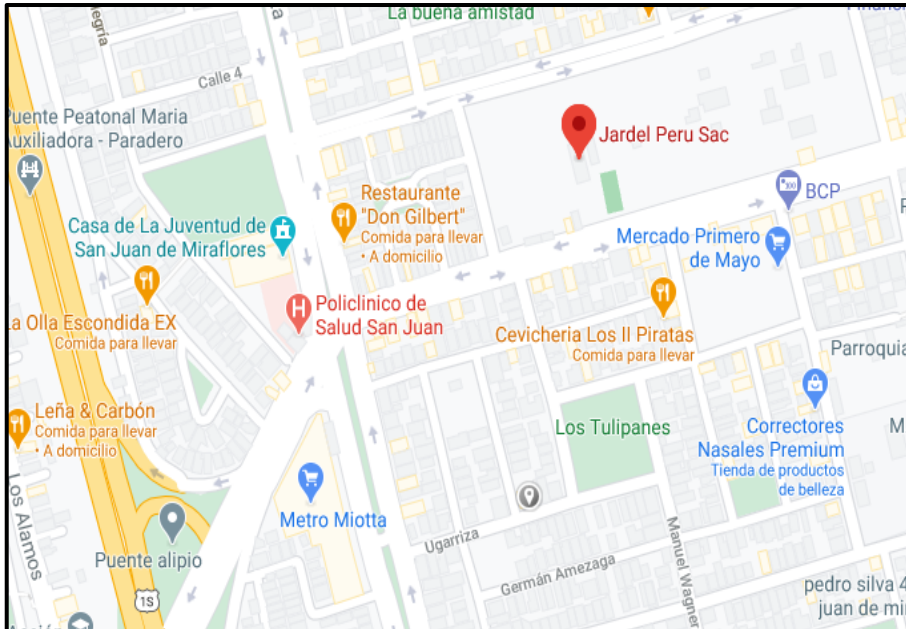 La buena amistad
Calle 4
Puente Peatonal Maria
Auxiliadora - Paradero
Jardel Peru Sac
BCP
Restaurante
"Don Gilbert"
Comida para llevar
• A domicilio
Casa de La Juventud de
San Juan de Miraflores
Mercado Primero
de Mayo
Policlinico de
Salud San Juan
La Olla Escondida EX
Comida para llevar
Cevicheria Los II Piratas
Comida para llevar
Parroquia
Leña & Carbón
Comida para llevar
• A domicilio
Los Tulipanes
Correctores
Nasales Premium
Tienda de productos
de belleza
Metro Miotta
Los Alamos
Puente alipio
1S
Ugarriza
Germán Amezaga
Manuel Wagner
pedro silva 4
juan de mi